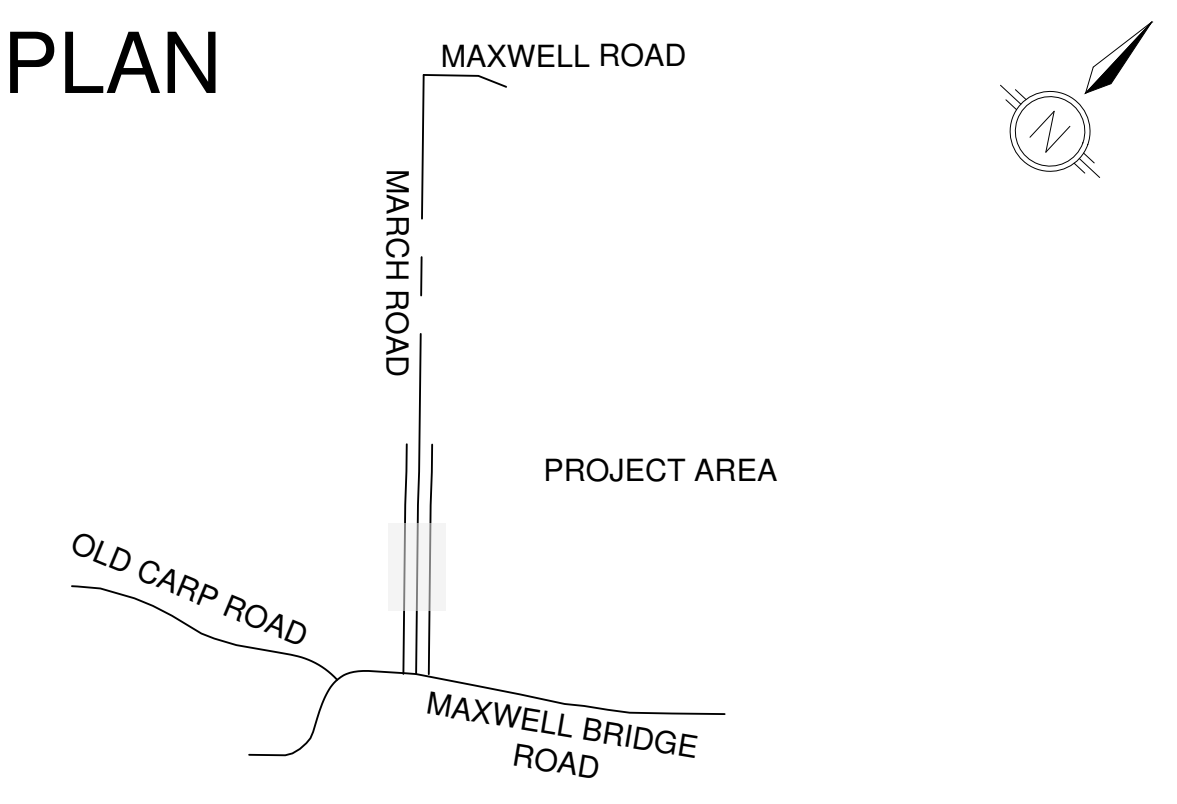 PLAN
MAXWELL ROAD
N
MARCH ROAD
PROJECT AREA
OLD CARP ROAD
MAXWELL BRIDGE
ROAD